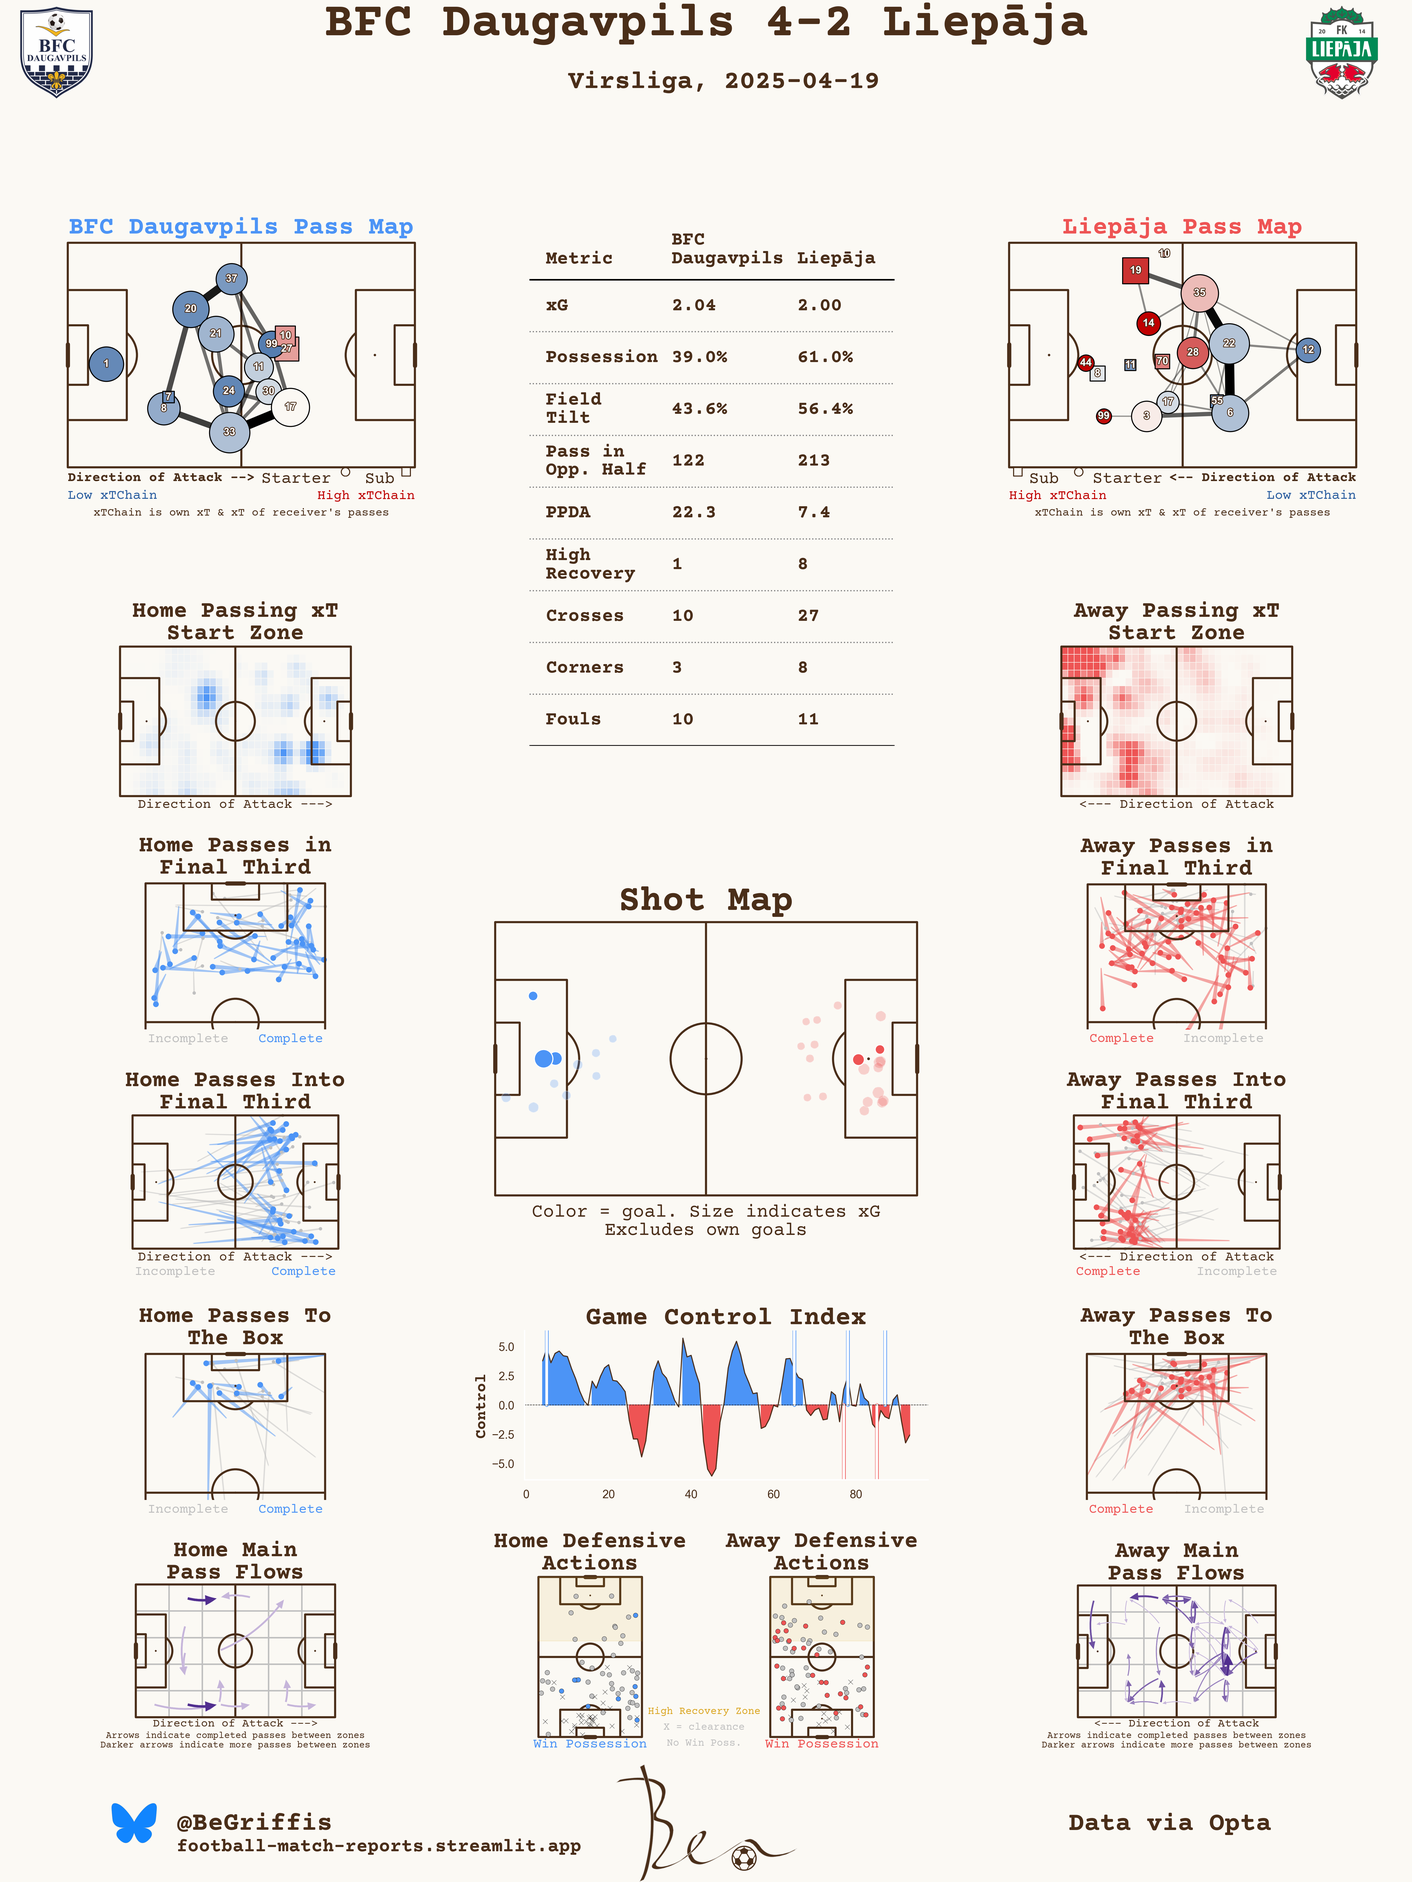 BFC Daugavpils 4-2 Liepāja
Virsliga, 2025-04-19
BFC
DAUGAVPILS
20 FK 14
LIEPĀJA
BFC Daugavpils Pass Map
37
20
21
10
99
27
1
11
24
30
7
8
17
33
Direction of Attack --> Starter Sub
Low xTChain High xTChain
xTChain is own xT & xT of receiver's passes
Metric BFC Daugavpils Liepāja
xG 2.04 2.00
Possession 39.0% 61.0%
Field Tilt 43.6% 56.4%
Pass in Opp. Half 122 213
PPDA 22.3 7.4
High Recovery 1 8
Crosses 10 27
Corners 3 8
Fouls 10 11
Liepāja Pass Map
10
19
35
14
22
28
12
44
8
11
70
17
55
99
3
6
Sub Starter <-- Direction of Attack
High xTChain Low xTChain
xTChain is own xT & xT of receiver's passes
Home Passing xT
Start Zone
Direction of Attack --->
Away Passing xT
Start Zone
<--- Direction of Attack
Home Passes in
Final Third
Incomplete Complete
Away Passes in
Final Third
Complete Incomplete
Shot Map
Color = goal. Size indicates xG
Excludes own goals
Home Passes Into
Final Third
Direction of Attack --->
Incomplete Complete
Away Passes Into
Final Third
<--- Direction of Attack
Complete Incomplete
Home Passes To
The Box
Incomplete Complete
Game Control Index
Control
5.0
2.5
0.0
−2.5
−5.0
0 20 40 60 80
Away Passes To
The Box
Complete Incomplete
Home Main
Pass Flows
Direction of Attack --->
Arrows indicate completed passes between zones
Darker arrows indicate more passes between zones
Home Defensive
Actions
Win Possession
High Recovery Zone
X = clearance
No Win Poss.
Away Defensive
Actions
Win Possession
Away Main
Pass Flows
<--- Direction of Attack
Arrows indicate completed passes between zones
Darker arrows indicate more passes between zones
@BeGriffis
football-match-reports.streamlit.app
Ben
Data via Opta